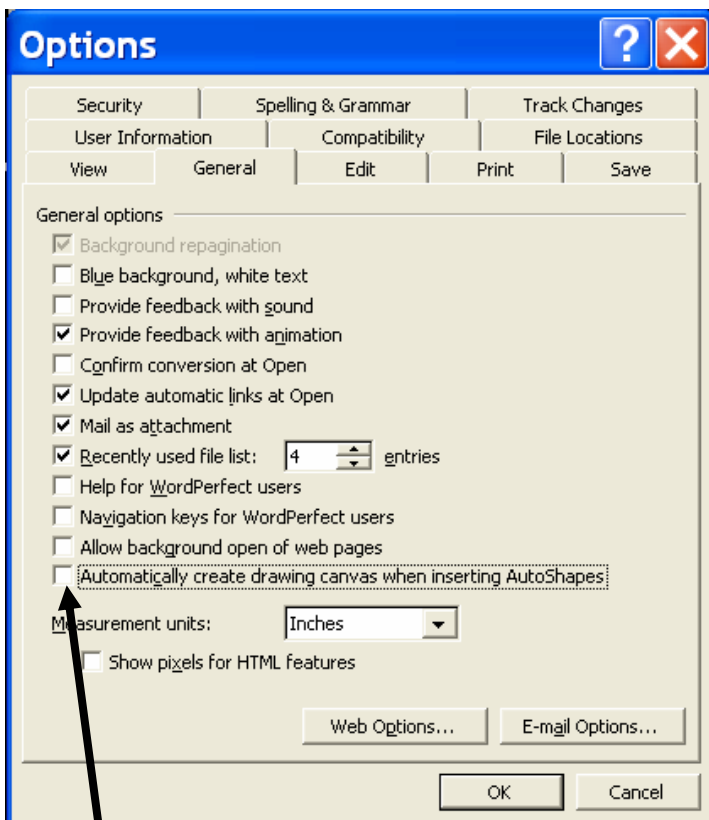 Options
Security Spelling & Grammar Track Changes
User Information Compatibility File Locations
View General Edit Print Save
General options
Background repagination
Blue background, white text
Provide feedback with sound
Provide feedback with animation
Confirm conversion at Open
Update automatic links at Open
Mail as attachment
Recently used file list: 4 entries
Help for WordPerfect users
Navigation keys for WordPerfect users
Allow background open of web pages
Automatically create drawing canvas when inserting AutoShapes
Measurement units: Inches
Show pixels for HTML features
Web Options... E-mail Options...
OK Cancel